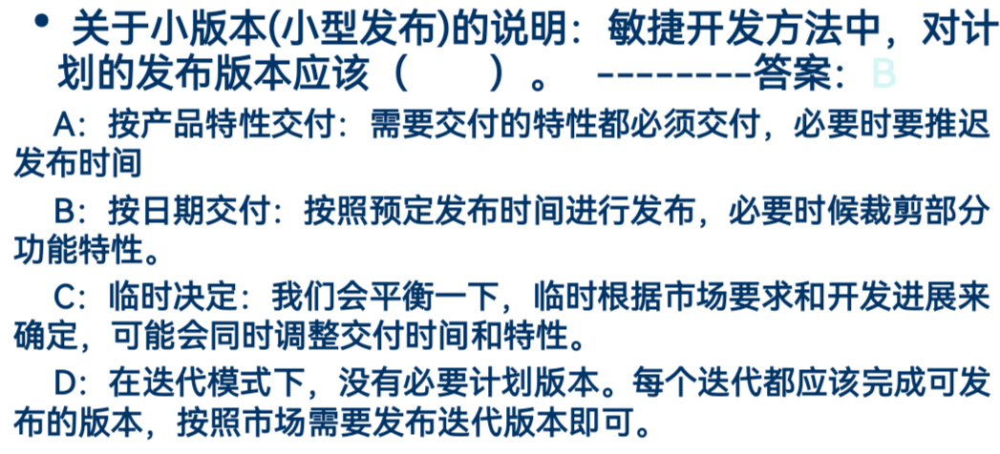 • 关于小版本(小型发布)的说明：敏捷开发方法中，对计
划的发布版本应该（　　）。 --------答案：B
A：按产品特性交付：需要交付的特性都必须交付，必要时要推迟
发布时间
B：按日期交付：按照预定发布时间进行发布，必要时候裁剪部分
功能特性。
C：临时决定：我们会平衡一下，临时根据市场要求和开发进展来
确定，可能会同时调整交付时间和特性。
D：在迭代模式下，没有必要计划版本。每个迭代都应该完成可发
布的版本，按照市场需要发布迭代版本即可。